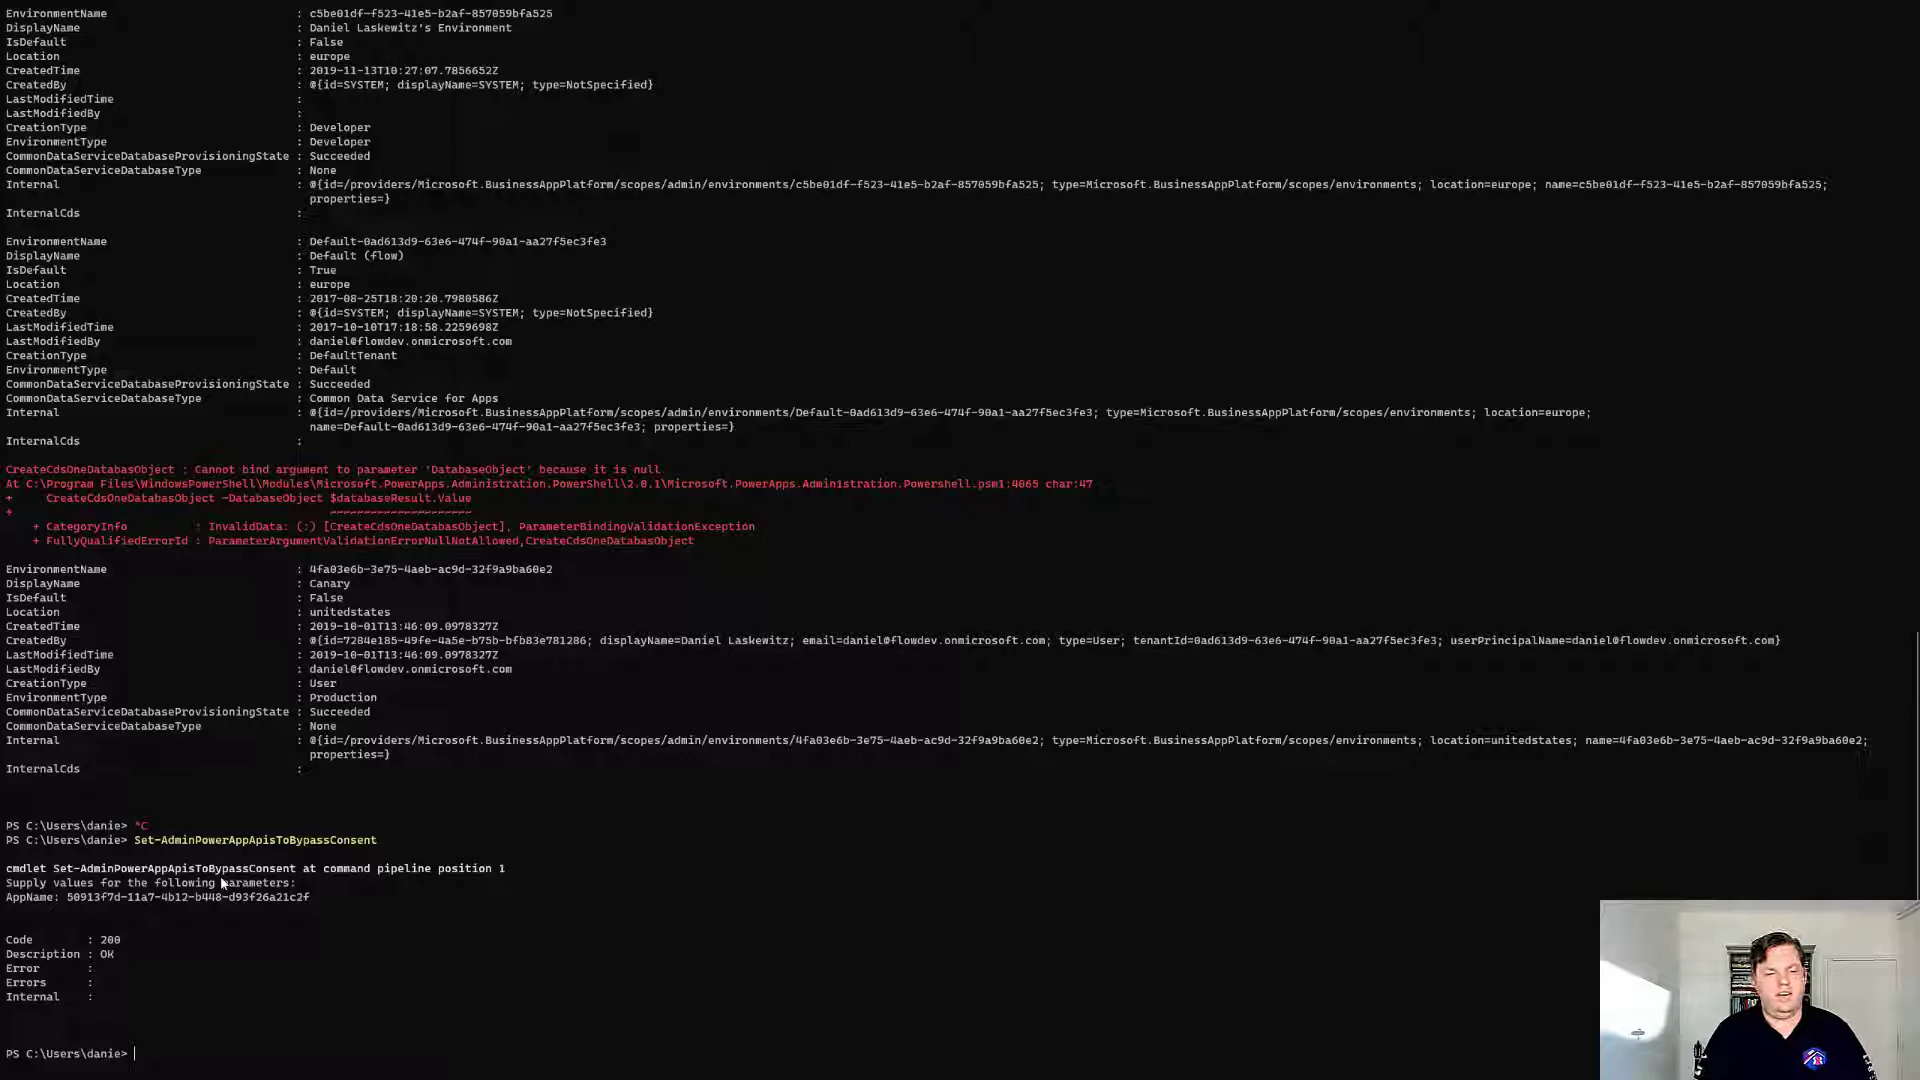 EnvironmentName : c5be01df-f523-41e5-b2af-857059bfa525
DisplayName : Daniel Laskewitz's Environment
IsDefault : False
Location : europe
CreatedTime : 2019-11-13T10:27:07.7856652Z
CreatedBy : @{id=SYSTEM; displayName=SYSTEM; type=NotSpecified}
LastModifiedTime :
LastModifiedBy :
CreationType : Developer
EnvironmentType : Developer
CommonDataServiceDatabaseProvisioningState : Succeeded
CommonDataServiceDatabaseType : None
Internal : @{id=/providers/Microsoft.BusinessAppPlatform/scopes/admin/environments/c5be01df-f523-41e5-b2af-857059bfa525; type=Microsoft.BusinessAppPlatform/scopes/environments; location=europe; name=c5be01df-f523-41e5-b2af-857059bfa525;
properties=}
InternalCds :
EnvironmentName : Default-0ad613d9-63e6-474f-90a1-aa27f5ec3fe3
DisplayName : Default (flow)
IsDefault : True
Location : europe
CreatedTime : 2017-08-25T18:20:20.7980586Z
CreatedBy : @{id=SYSTEM; displayName=SYSTEM; type=NotSpecified}
LastModifiedTime : 2017-10-10T17:18:58.2259698Z
LastModifiedBy : daniel@flowdev.onmicrosoft.com
CreationType : DefaultTenant
EnvironmentType : Default
CommonDataServiceDatabaseProvisioningState : Succeeded
CommonDataServiceDatabaseType : Common Data Service for Apps
Internal : @{id=/providers/Microsoft.BusinessAppPlatform/scopes/admin/environments/Default-0ad613d9-63e6-474f-90a1-aa27f5ec3fe3; type=Microsoft.BusinessAppPlatform/scopes/environments; location=europe;
name=Default-0ad613d9-63e6-474f-90a1-aa27f5ec3fe3; properties=}
InternalCds :
CreateCdsOneDatabasObject : Cannot bind argument to parameter 'DatabaseObject' because it is null
At C:\Program Files\WindowsPowerShell\Modules\Microsoft.PowerApps.Administration.PowerShell\2.0.1\Microsoft.PowerApps.Administration.Powershell.psm1:4065 char:47
+ CreateCdsOneDatabasObject -DatabaseObject $databaseResult.Value
+ ~~~~~~~~~~~~~~~~~~~~~
+ CategoryInfo : InvalidData: (:) [CreateCdsOneDatabasObject], ParameterBindingValidationException
+ FullyQualifiedErrorId : ParameterArgumentValidationErrorNullNotAllowed,CreateCdsOneDatabasObject
EnvironmentName : 4fa03e6b-3e75-4aeb-ac9d-32f9a9ba60e2
DisplayName : Canary
IsDefault : False
Location : unitedstates
CreatedTime : 2019-10-01T13:46:09.0978327Z
CreatedBy : @{id=7284e185-49fe-4a5e-b75b-bfb83e781286; displayName=Daniel Laskewitz; email=daniel@flowdev.onmicrosoft.com; type=User; tenantId=0ad613d9-63e6-474f-90a1-aa27f5ec3fe3; userPrincipalName=daniel@flowdev.onmicrosoft.com}
LastModifiedTime : 2019-10-01T13:46:09.0978327Z
LastModifiedBy : daniel@flowdev.onmicrosoft.com
CreationType : User
EnvironmentType : Production
CommonDataServiceDatabaseProvisioningState : Succeeded
CommonDataServiceDatabaseType : None
Internal : @{id=/providers/Microsoft.BusinessAppPlatform/scopes/admin/environments/4fa03e6b-3e75-4aeb-ac9d-32f9a9ba60e2; type=Microsoft.BusinessAppPlatform/scopes/environments; location=unitedstates; name=4fa03e6b-3e75-4aeb-ac9d-32f9a9ba60e2;
properties=}
InternalCds :
PS C:\Users\danie> ^C
PS C:\Users\danie> Set-AdminPowerAppApisToBypassConsent
cmdlet Set-AdminPowerAppApisToBypassConsent at command pipeline position 1
Supply values for the following parameters:
AppName: 50913f7d-11a7-4b12-b448-d93f26a21c2f
Code : 200
Description : OK
Error :
Errors :
Internal :
PS C:\Users\danie>